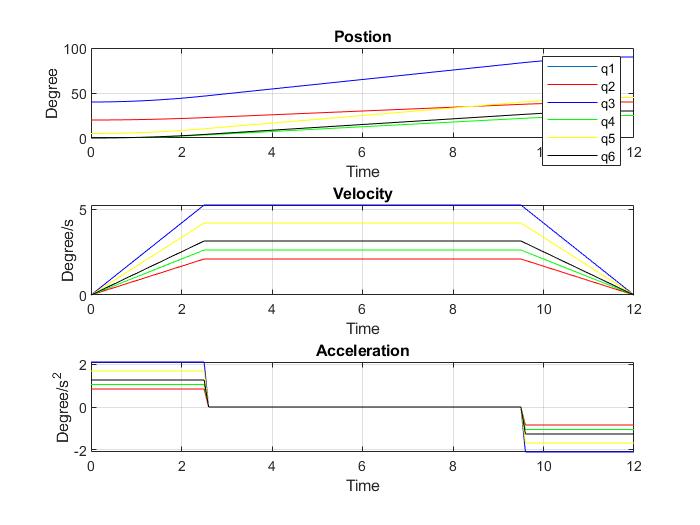 Postion
100
50
0
Degree
q1
q2
q3
q4
q5
q6
0 2 4 6 8 10 12
Time
Velocity
5
0
Degree/s
0 2 4 6 8 10 12
Time
Acceleration
2
0
-2
Degree/s²
0 2 4 6 8 10 12
Time